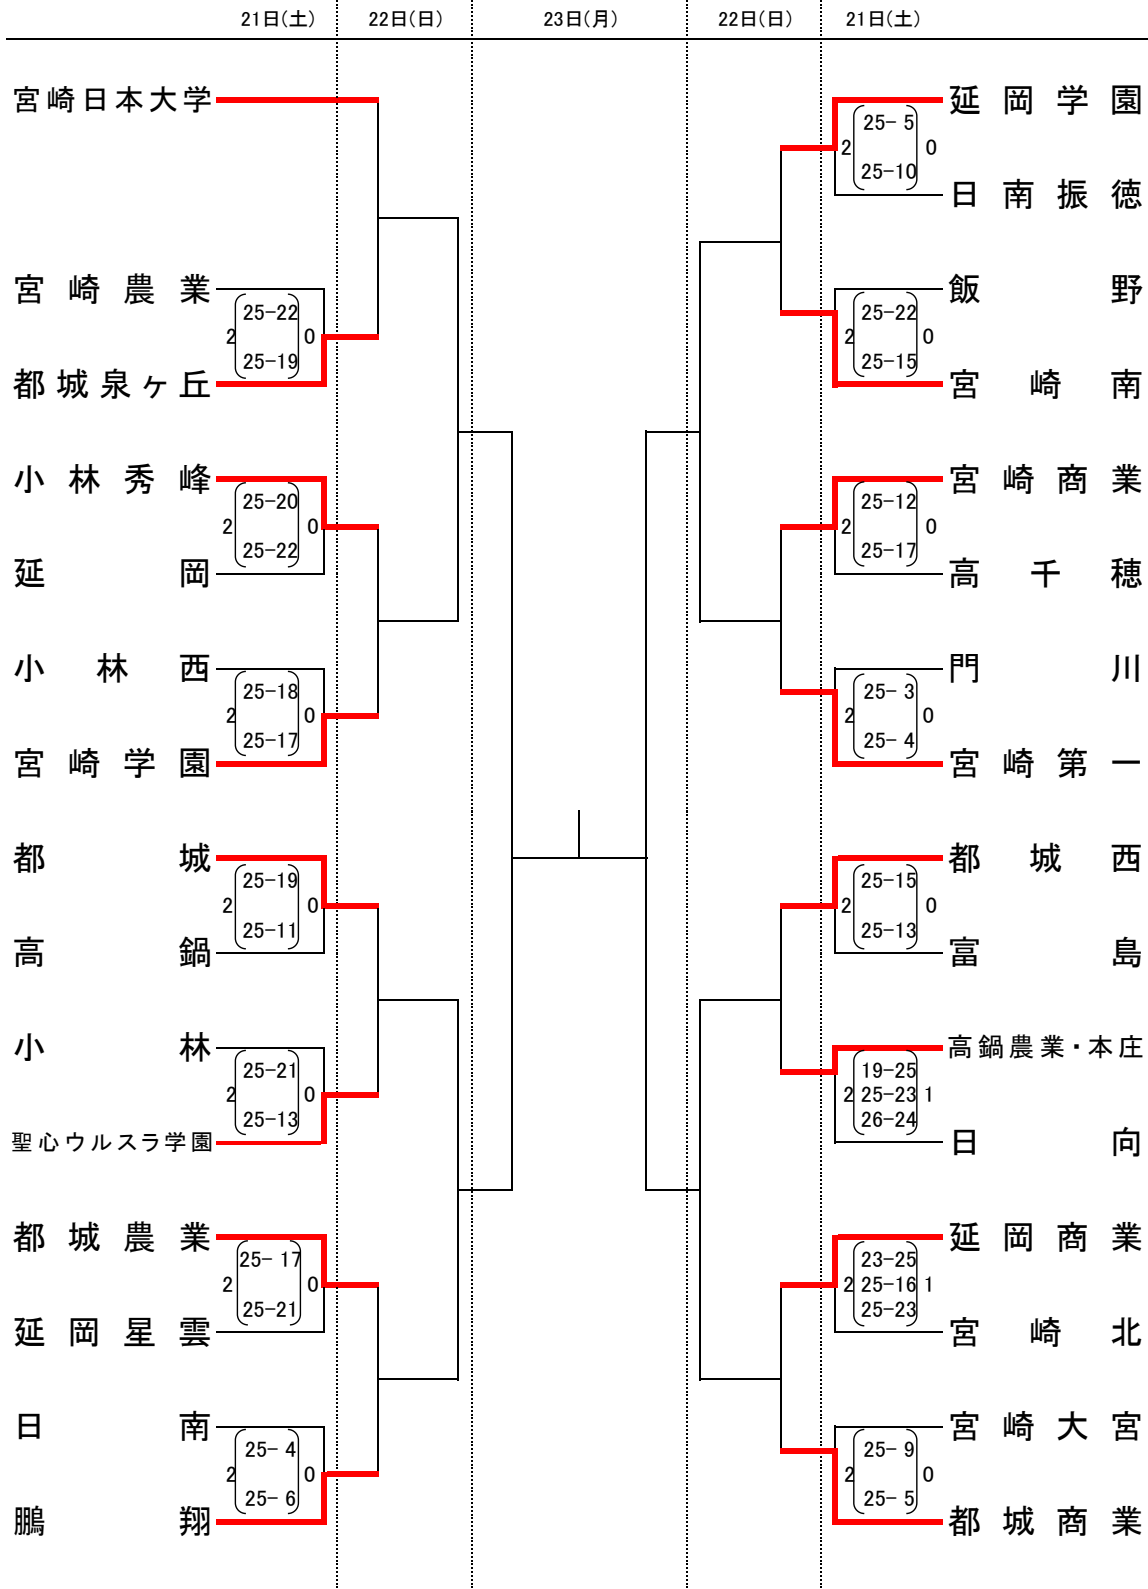 21日(土) 22日(日) 23日(月) 22日(日) 21日(土)
宮崎日本大学
宮崎農業
25-22
2 0
25-19
都城泉ヶ丘
小林秀峰
25-20
2 0
25-22
延岡
小林西
25-18
2 0
25-17
宮崎学園
都城
25-19
2 0
25-11
高鍋
小林
25-21
2 0
25-13
聖心ウルスラ学園
都城農業
25- 17
2 0
25-21
延岡星雲
日南
25- 4
2 0
25- 6
鵬翔
延岡学園
25- 5
2 0
25-10
日南振徳
飯野
25-22
2 0
25-15
宮崎南
宮崎商業
25-12
2 0
25-17
高千穂
門川
25- 3
2 0
25- 4
宮崎第一
都城西
25-15
2 0
25-13
富島
高鍋農業・本庄
19-25
2 25-23 1
26-24
日向
延岡商業
23-25
2 25-16 1
25-23
宮崎北
宮崎大宮
25- 9
2 0
25- 5
都城商業